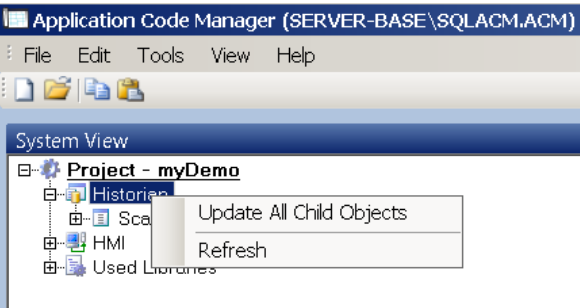 Application Code Manager (SERVER-BASE\SQLACM.ACM)
File Edit Tools View Help
System View
Project - myDemo
Historian
Update All Child Objects
HMI
Refresh
Used Libraries